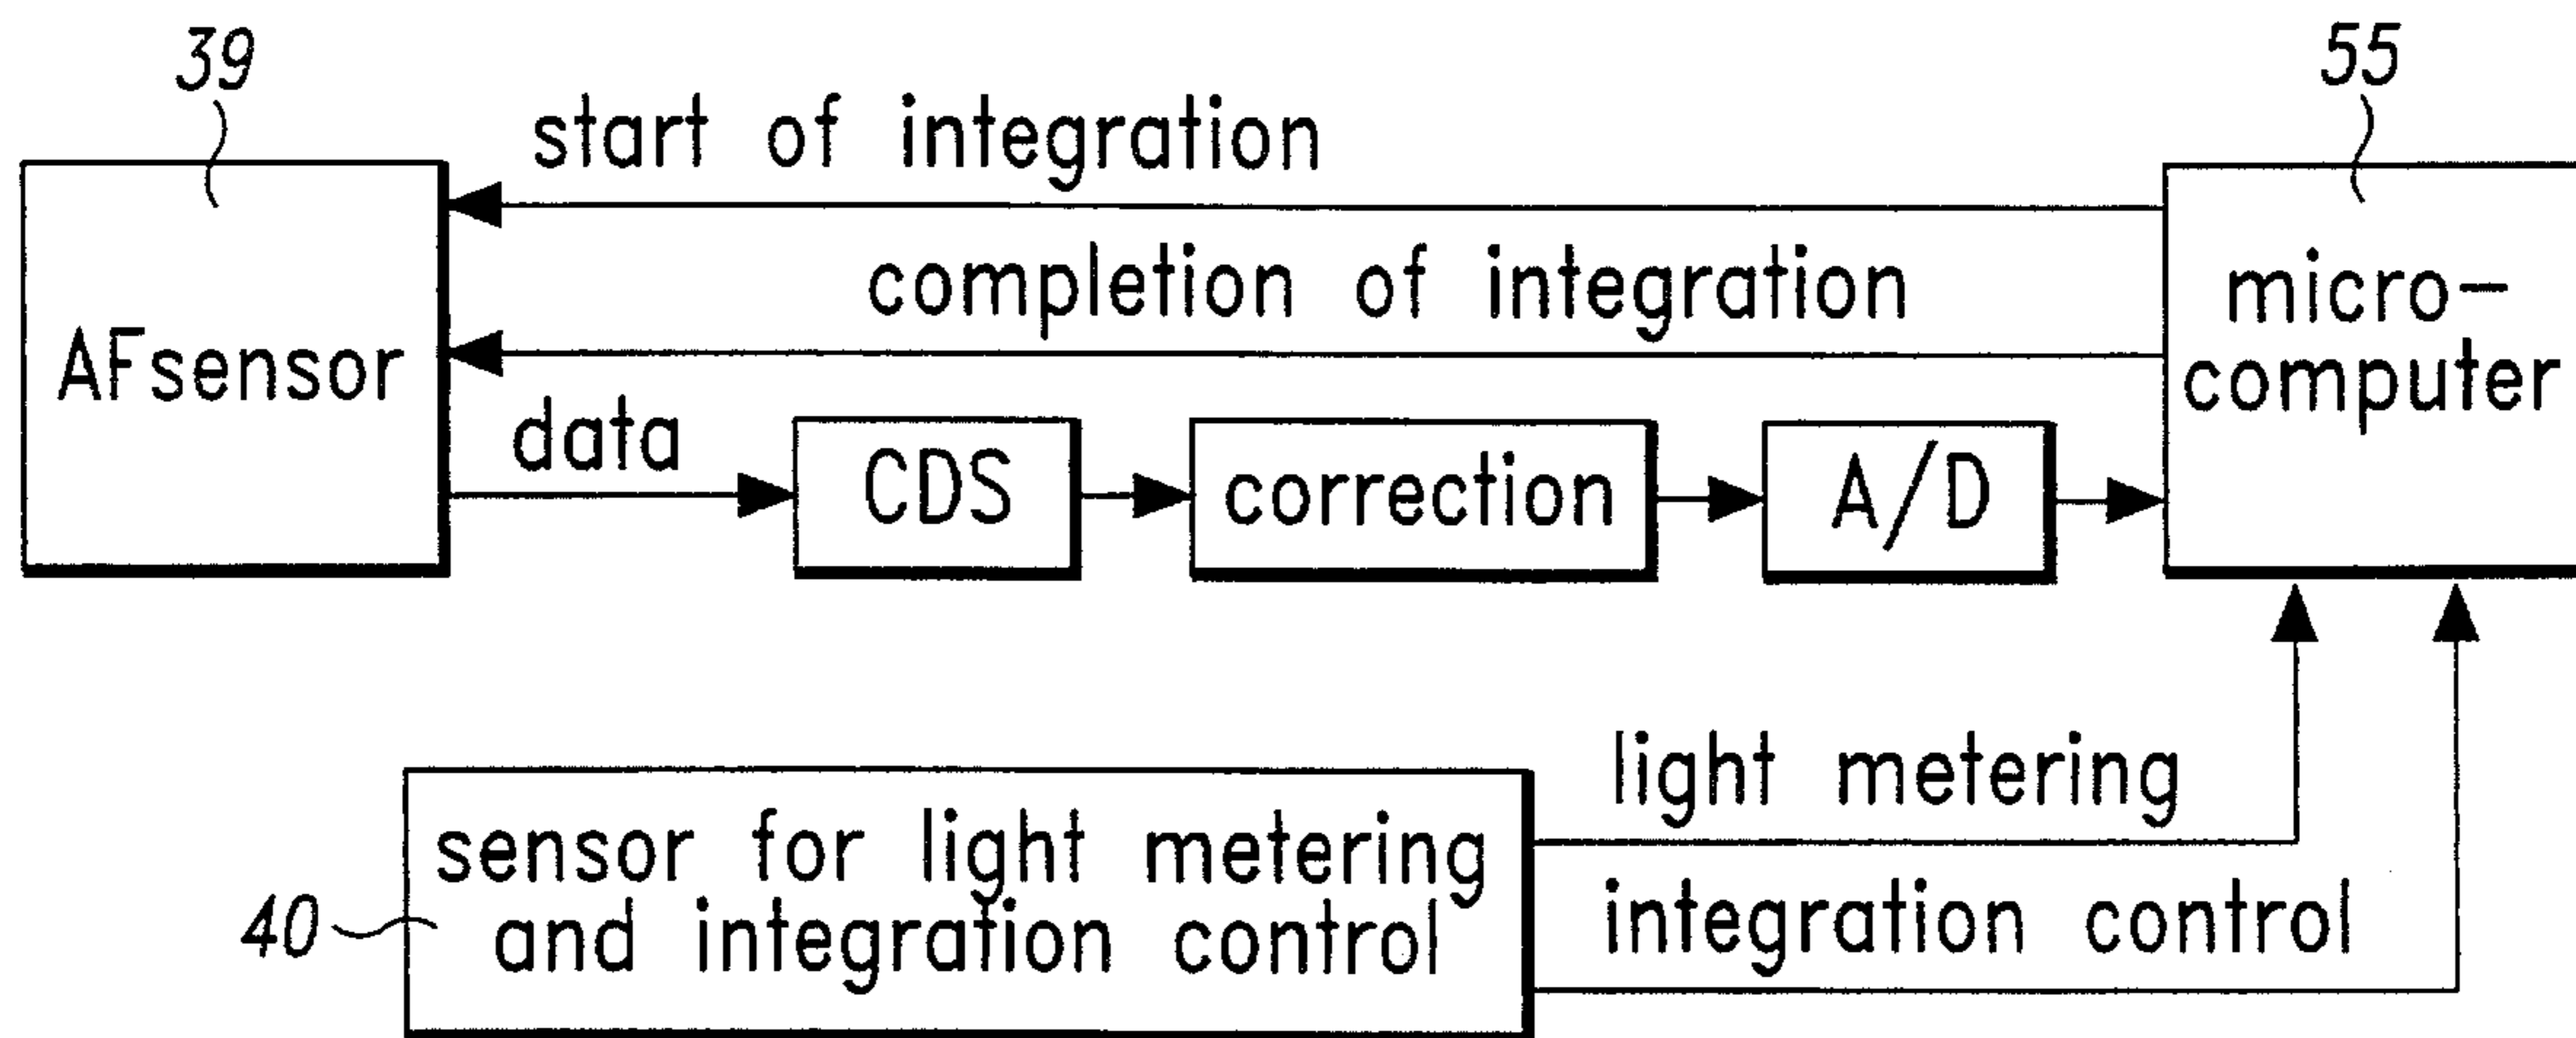 39
55
start of integration
completion of integration
AFsensor
micro-
computer
data
CDS
correction
A/D
light metering
sensor for light metering
and integration control
integration control
40